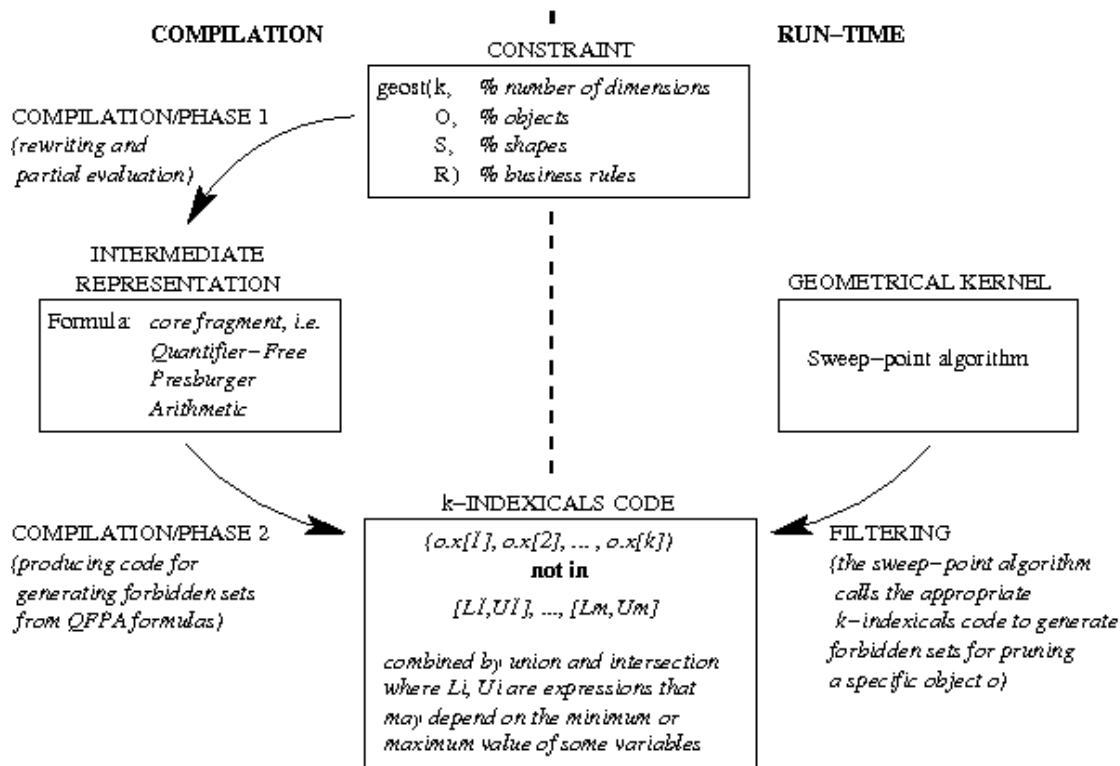 COMPILATION
RUN−TIME
CONSTRAINT
geost(k, % number of dimensions
O, % objects
S, % shapes
R) % business rules
COMPILATION/PHASE 1
(rewriting and
partial evaluation)
INTERMEDIATE
REPRESENTATION
Formula: core fragment, i.e.
Quantifier−Free
Presburger
Arithmetic
GEOMETRICAL KERNEL
Sweep−point algorithm
COMPILATION/PHASE 2
(producing code for
generating forbidden sets
from QFPA formulas)
k−INDEXICALS CODE
(o.x[1], o.x[2], ... , o.x[k])
not in
[L1,U1], ..., [Lm,Um]
combined by union and intersection
where Li, Ui are expressions that
may depend on the minimum or
maximum value of some variables
FILTERING
(the sweep−point algorithm
calls the appropriate
k−indexicals code to generate
forbidden sets for pruning
a specific object o)